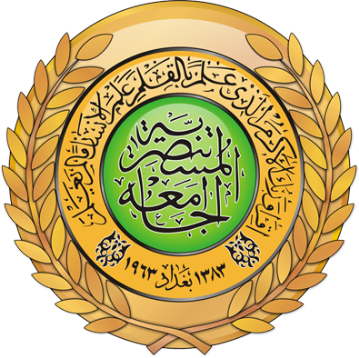 اقرأ وربك الأكرم الذي علم بالقلم علم الإنسان ما لم يعلم
الجامعة المستنصرية
١٣٨٣ بغداد ١٩٦٣